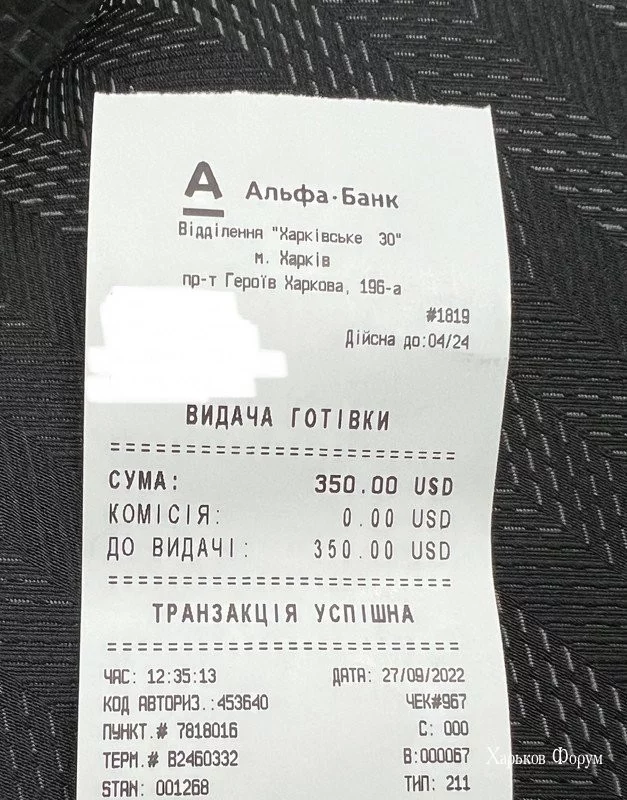 А Альфа·Банк
Відділення "Харківське 30"
м. Харків
пр-т Героїв Харкова, 196-а
#1819
Дійсна до:04/24
ВИДАЧА ГОТІВКИ
==============================
СУМА: 350.00 USD
КОМІСІЯ: 0.00 USD
ДО ВИДАЧІ: 350.00 USD
==============================
ТРАНЗАКЦІЯ УСПІШНА
==============================
ЧАС: 12:35:13 ДАТА: 27/09/2022
КОД АВТОРИЗ.:453640 ЧЕК#967
ПУНКТ.# 7818016 С: 000
ТЕРМ.# B2460332 В:000067
STAN: 001268 ТИП: 211
Харьков Форум